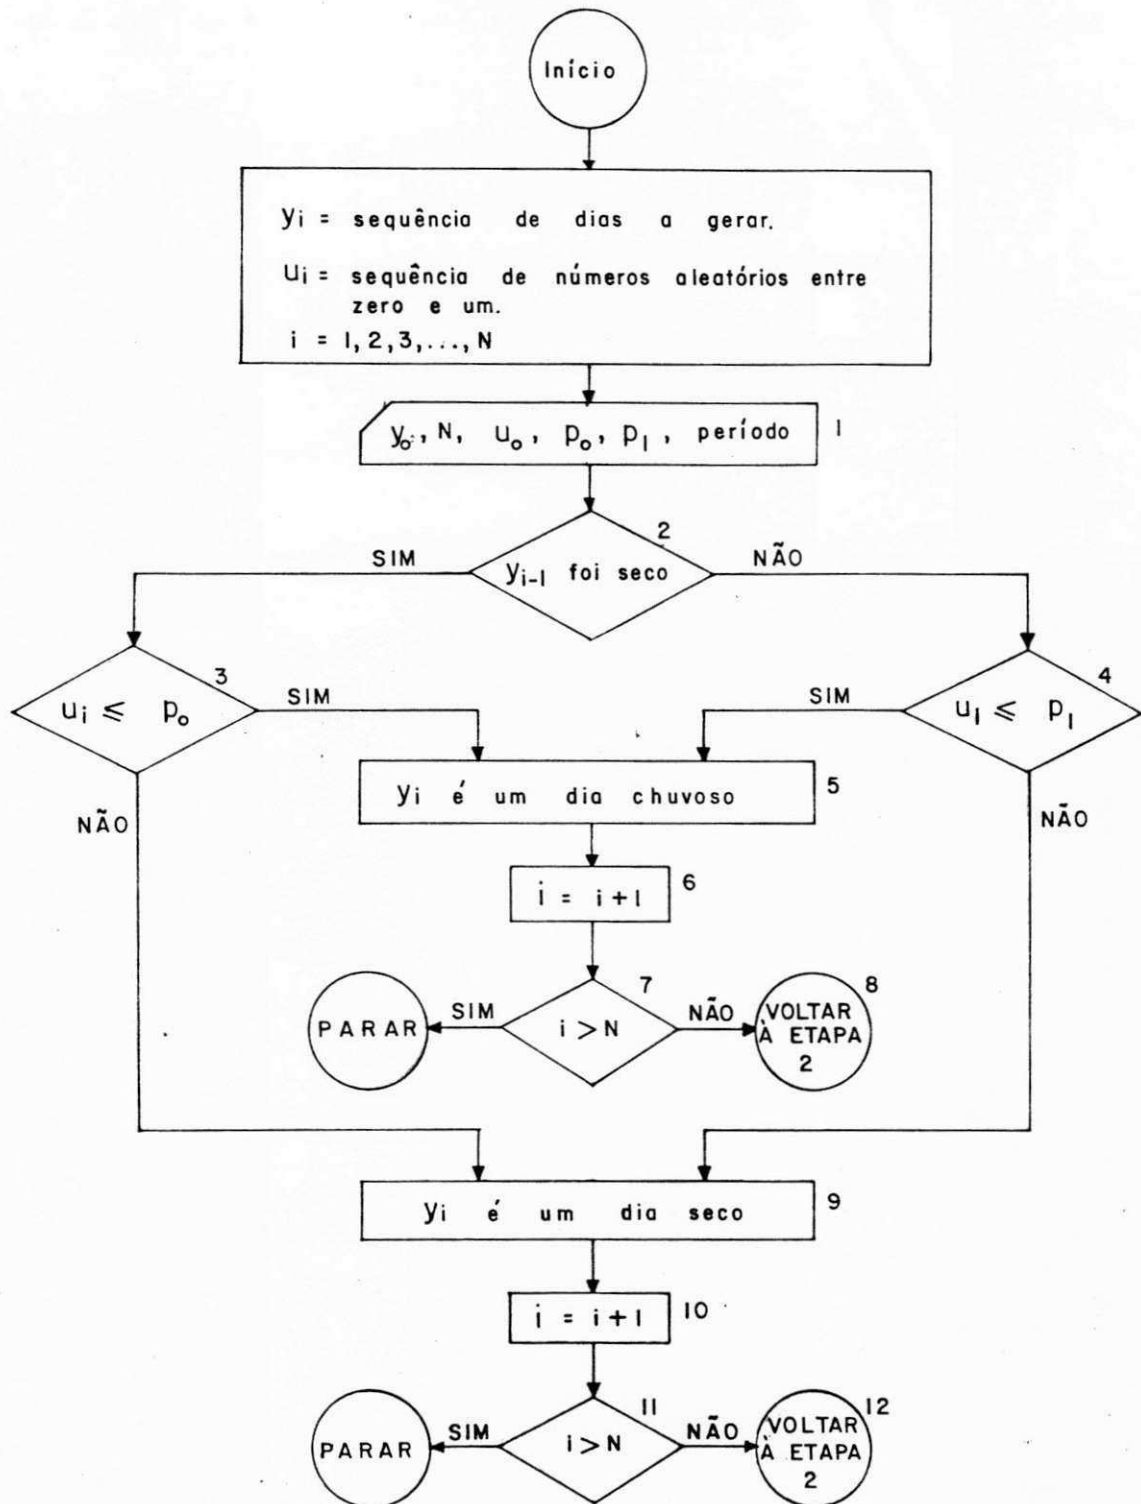 Início
yi = sequência de dias a gerar.
ui = sequência de números aleatórios entre
zero e um.
i = 1, 2, 3, ..., N
yo, N, uo, po, p1, período 1
2
SIM
yi-1 foi seco
NÃO
3
ui ≤ po
SIM
SIM
4
u1 ≤ p1
NÃO
yi é um dia chuvoso 5
NÃO
i = i+1 6
7
8
PARAR
SIM
i > N
NÃO
VOLTAR
À ETAPA
2
yi é um dia seco 9
i = i+1 10
11
12
PARAR
SIM
i > N
NÃO
VOLTAR
À ETAPA
2